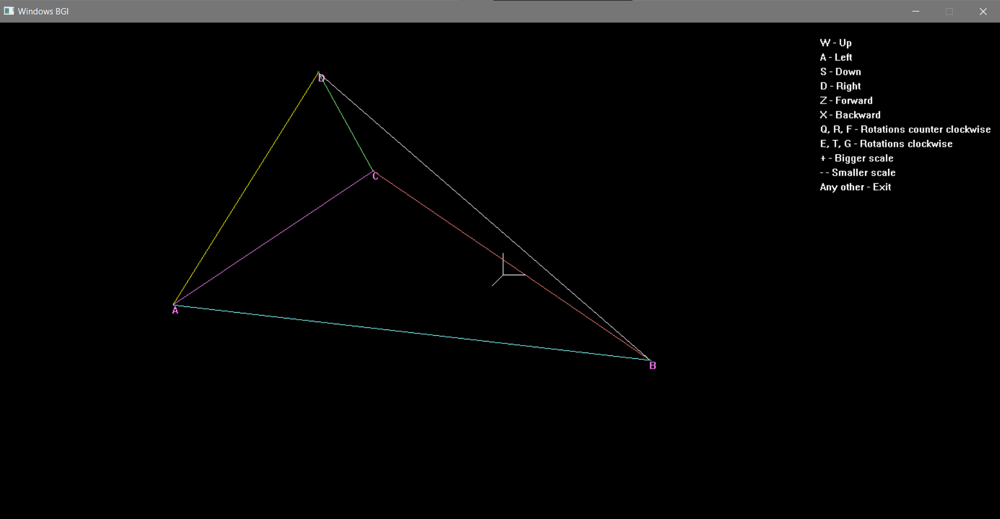 Windows BGI
W - Up
A - Left
S - Down
D - Right
Z - Forward
X - Backward
Q, R, F - Rotations counter clockwise
E, T, G - Rotations clockwise
+ - Bigger scale
- - Smaller scale
Any other - Exit
D
C
A
B